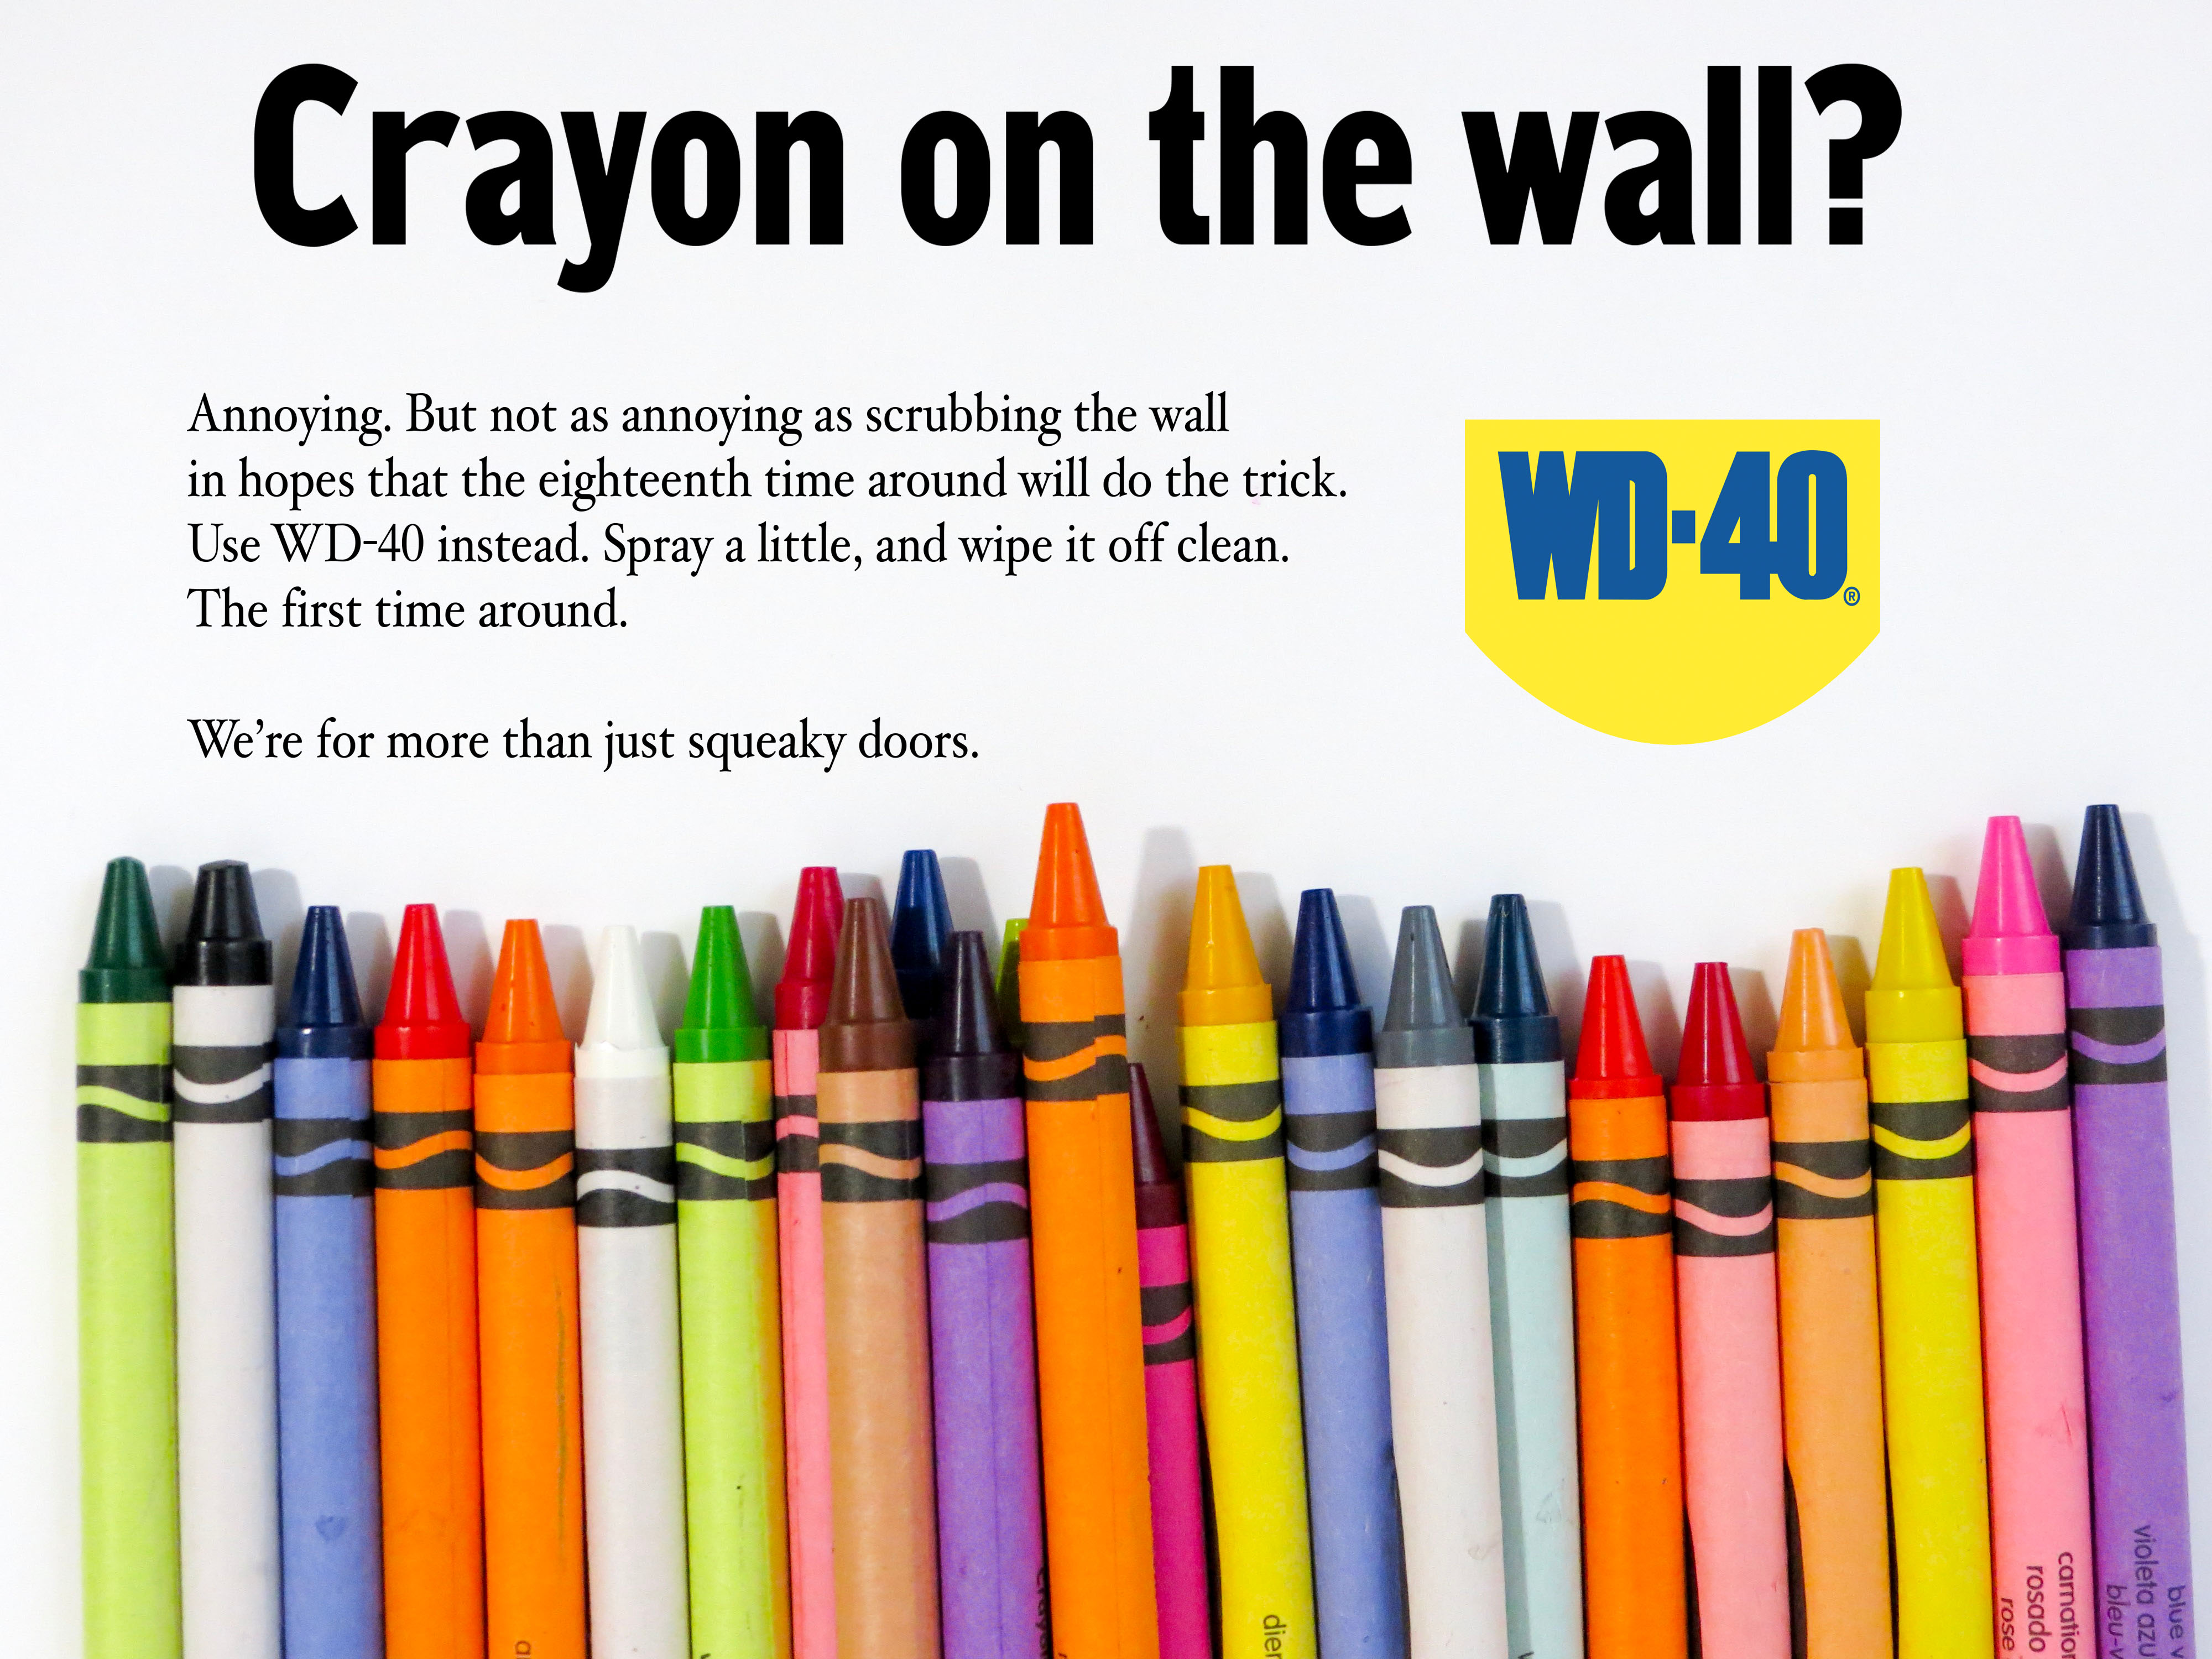 Crayon on the wall?
Annoying. But not as annoying as scrubbing the wall
in hopes that the eighteenth time around will do the trick.
Use WD-40 instead. Spray a little, and wipe it off clean.
The first time around.
We're for more than just squeaky doors.
WD-40®
carnation
rosado
rose
blue
violeta